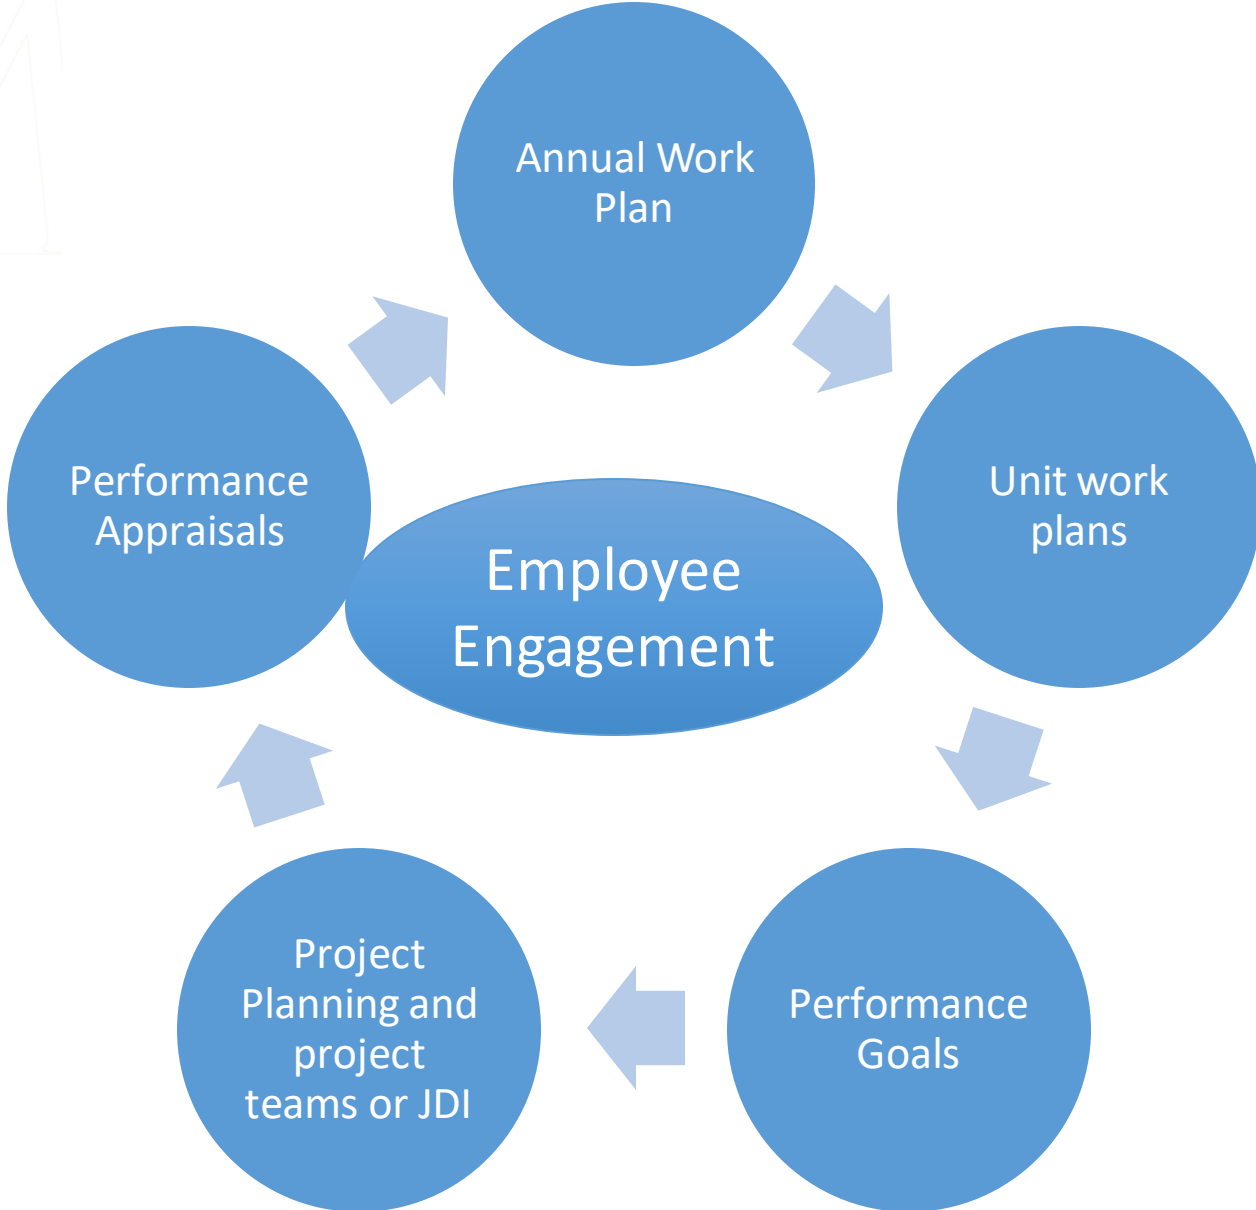 Annual Work
Plan
Unit work
plans
Performance
Goals
Project
Planning and
project
teams or JDI
Performance
Appraisals
Employee
Engagement